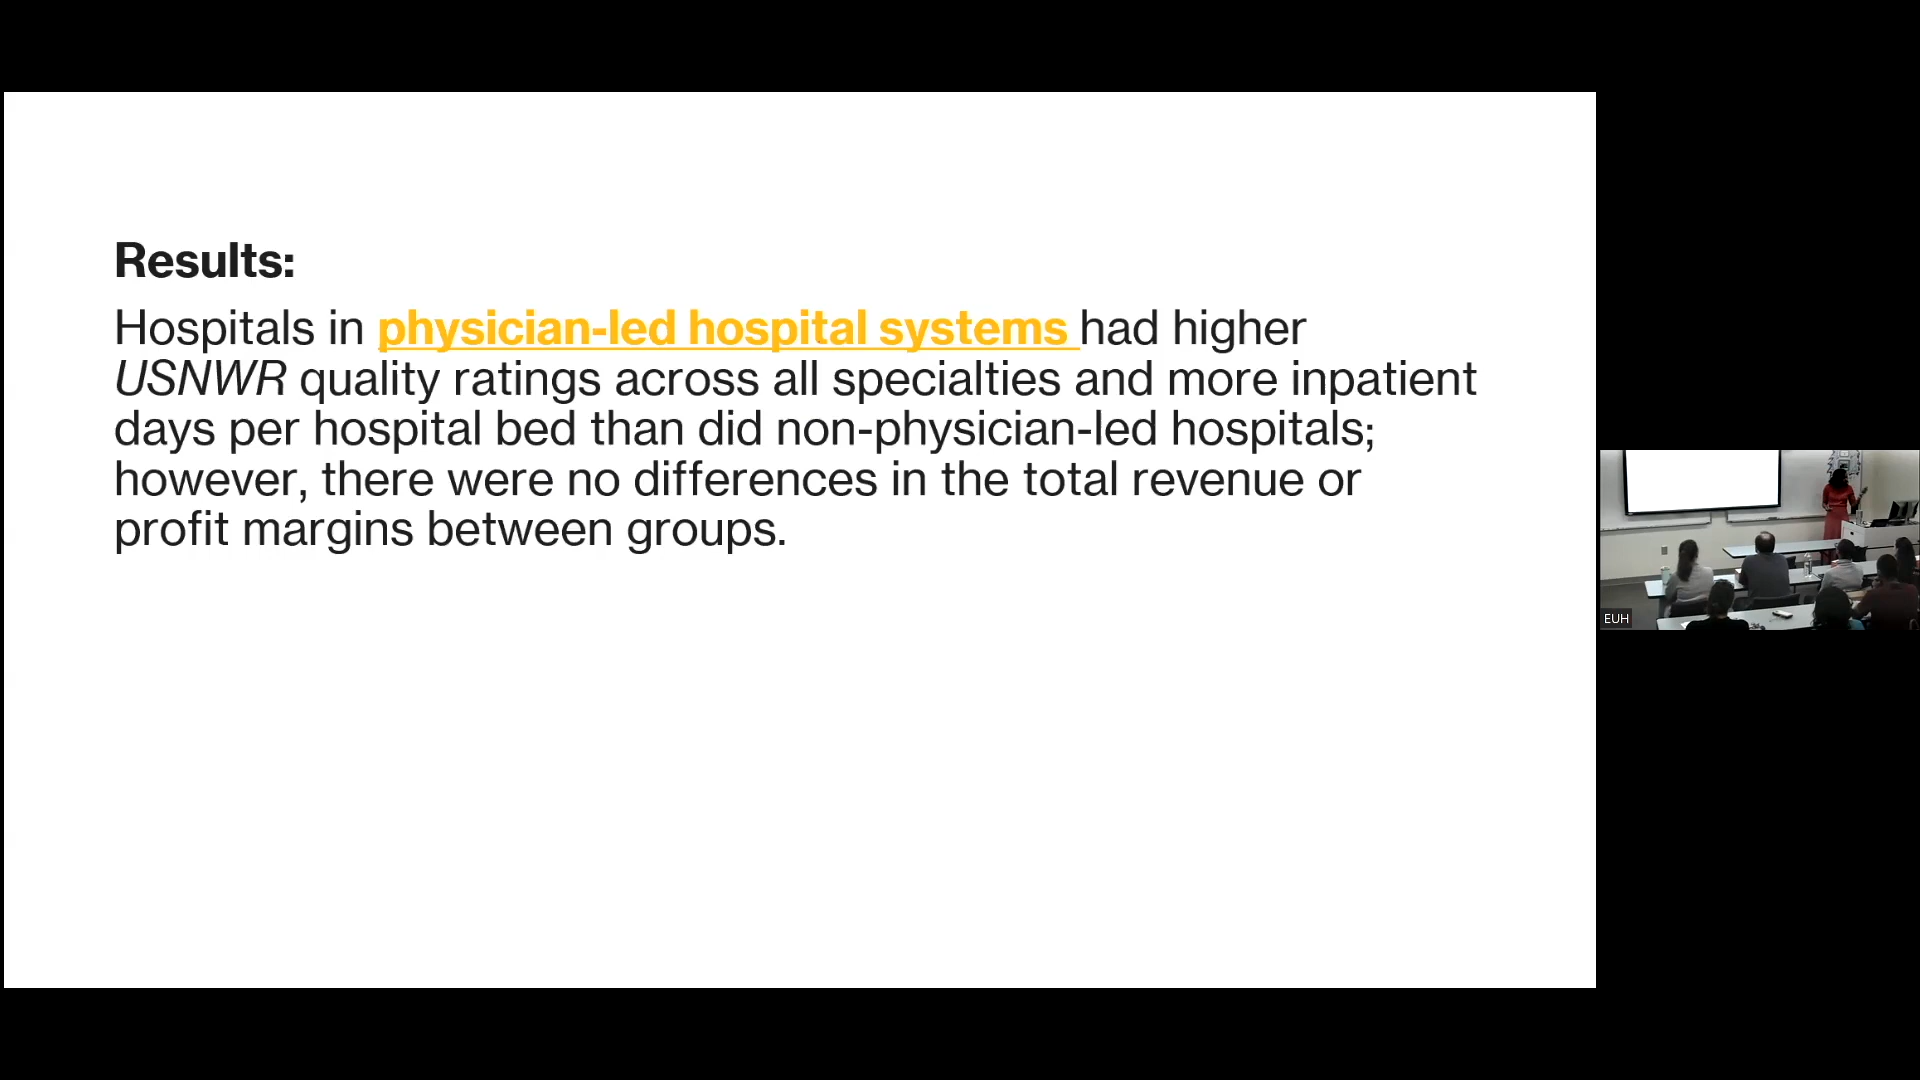 Results:
Hospitals in physician-led hospital systems had higher
USNWR quality ratings across all specialties and more inpatient
days per hospital bed than did non-physician-led hospitals;
however, there were no differences in the total revenue or
profit margins between groups.
EUH